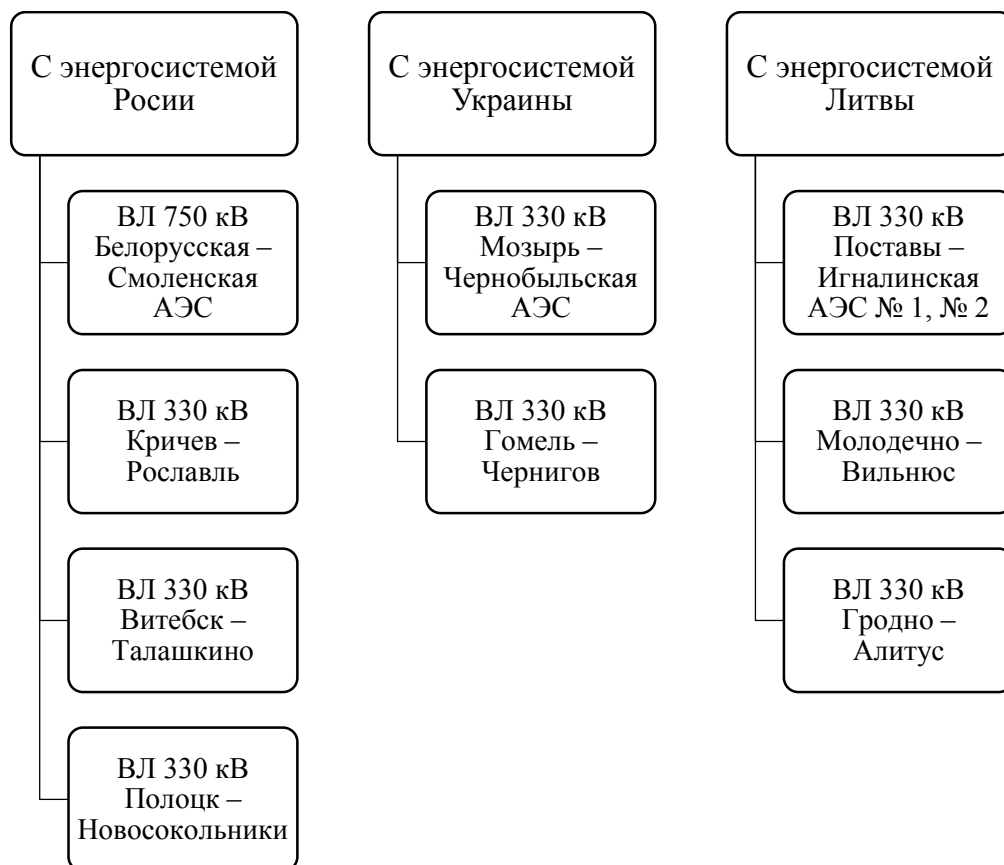 С энергосистемой
Росии
ВЛ 750 кВ
Белорусская –
Смоленская
АЭС
ВЛ 330 кВ
Кричев –
Рославль
ВЛ 330 кВ
Витебск –
Талашкино
ВЛ 330 кВ
Полоцк –
Новосокольники
С энергосистемой
Украины
ВЛ 330 кВ
Мозырь –
Чернобыльская
АЭС
ВЛ 330 кВ
Гомель –
Чернигов
С энергосистемой
Литвы
ВЛ 330 кВ
Поставы –
Игналинская
АЭС № 1, № 2
ВЛ 330 кВ
Молодечно –
Вильнюс
ВЛ 330 кВ
Гродно –
Алитус